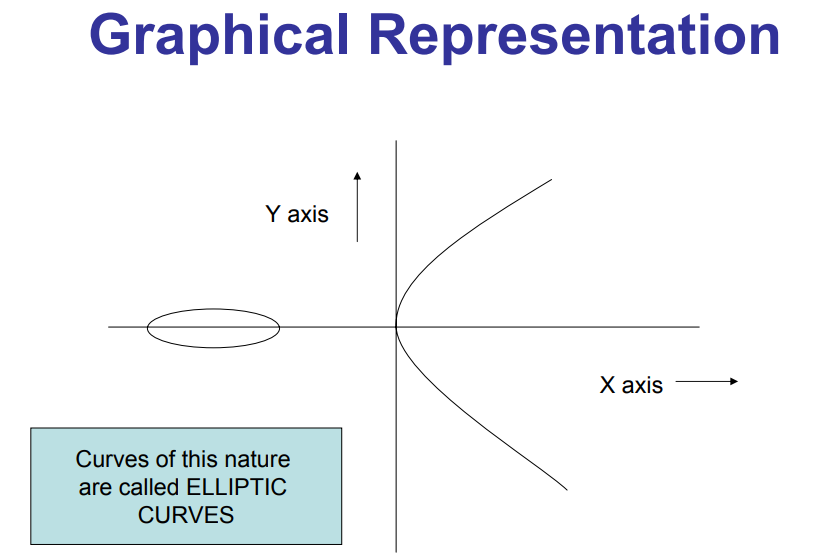 Graphical Representation
Y axis
X axis
Curves of this nature
are called ELLIPTIC
CURVES